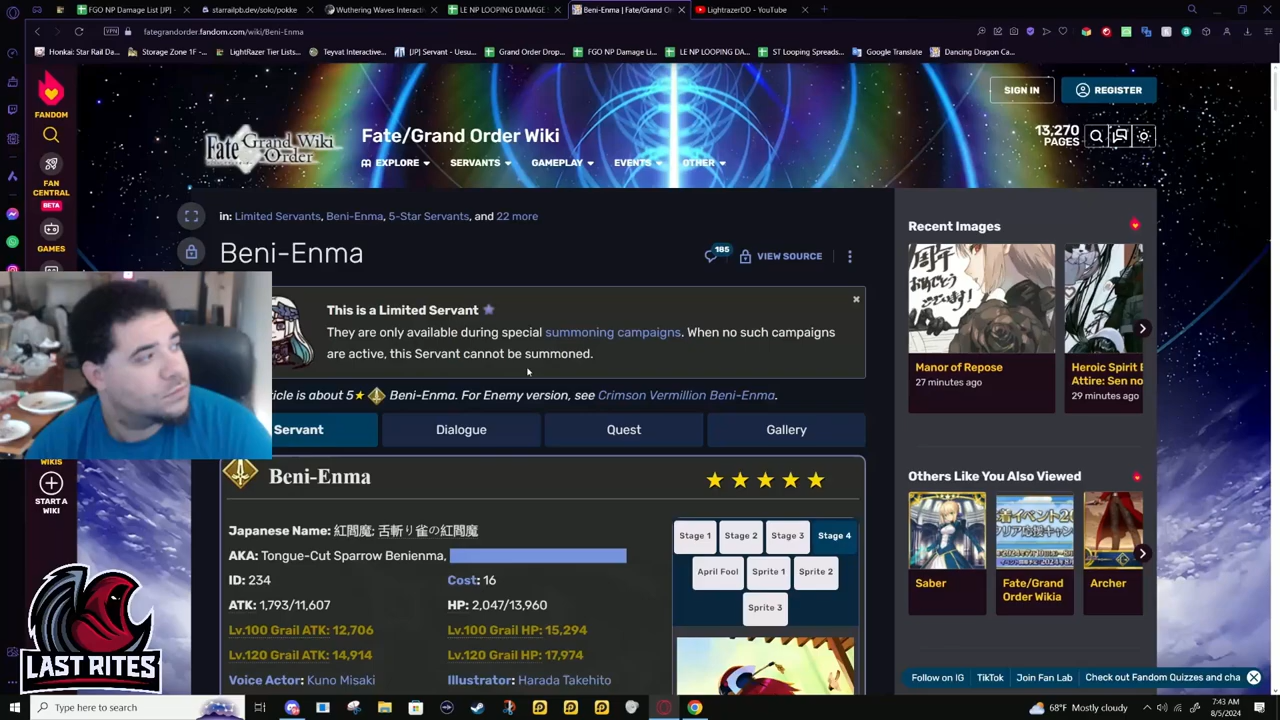 FGO NP Damage List [JP]
starrailpb.dev/solo/pokke
Wuthering Waves Interacti
LE NP LOOPING DAMAGE
Beni-Enma | Fate/Grand Or
LightrazerDD - YouTube
VPN fategrandorder.fandom.com/wiki/Beni-Enma
Honkai: Star Rail Da...
Storage Zone 1F -...
LightRazer Tier Lists...
Teyvat Interactive...
[JP] Servant - Uesu...
Grand Order Drop...
FGO NP Damage Li...
LE NP LOOPING DA...
ST Looping Spreads...
Google Translate
Dancing Dragon Ca...
FANDOM
FAN
CENTRAL
BETA
GAMES
WIKIS
START A
WIKI
SIGN IN
REGISTER
Fate Grand Order Wiki
Fate/Grand Order Wiki
13,270
PAGES
EXPLORE
SERVANTS
GAMEPLAY
EVENTS
OTHER
in: Limited Servants, Beni-Enma, 5-Star Servants, and 22 more
Beni-Enma
185
VIEW SOURCE
This is a Limited Servant
They are only available during special summoning campaigns. When no such campaigns
are active, this Servant cannot be summoned.
icle is about 5★ Beni-Enma. For Enemy version, see Crimson Vermillion Beni-Enma.
Servant
Dialogue
Quest
Gallery
Beni-Enma
Japanese Name: 紅閻魔; 舌斬り雀の紅閻魔
AKA: Tongue-Cut Sparrow Benienma,
ID: 234
Cost: 16
ATK: 1,793/11,607
HP: 2,047/13,960
Lv.100 Grail ATK: 12,706
Lv.100 Grail HP: 15,294
Lv.120 Grail ATK: 14,914
Lv.120 Grail HP: 17,974
Voice Actor: Kuno Misaki
Illustrator: Harada Takehito
Stage 1
Stage 2
Stage 3
Stage 4
April Fool
Sprite 1
Sprite 2
Sprite 3
Recent Images
Manor of Repose
27 minutes ago
Heroic Spirit
Attire: Sen no
29 minutes ago
Others Like You Also Viewed
Saber
Fate/Grand
Order Wikia
Archer
Follow on IG
TikTok
Join Fan Lab
Check out Fandom Quizzes and cha
LAST RITES
Type here to search
68°F Mostly cloudy
7:43 AM
8/5/2024